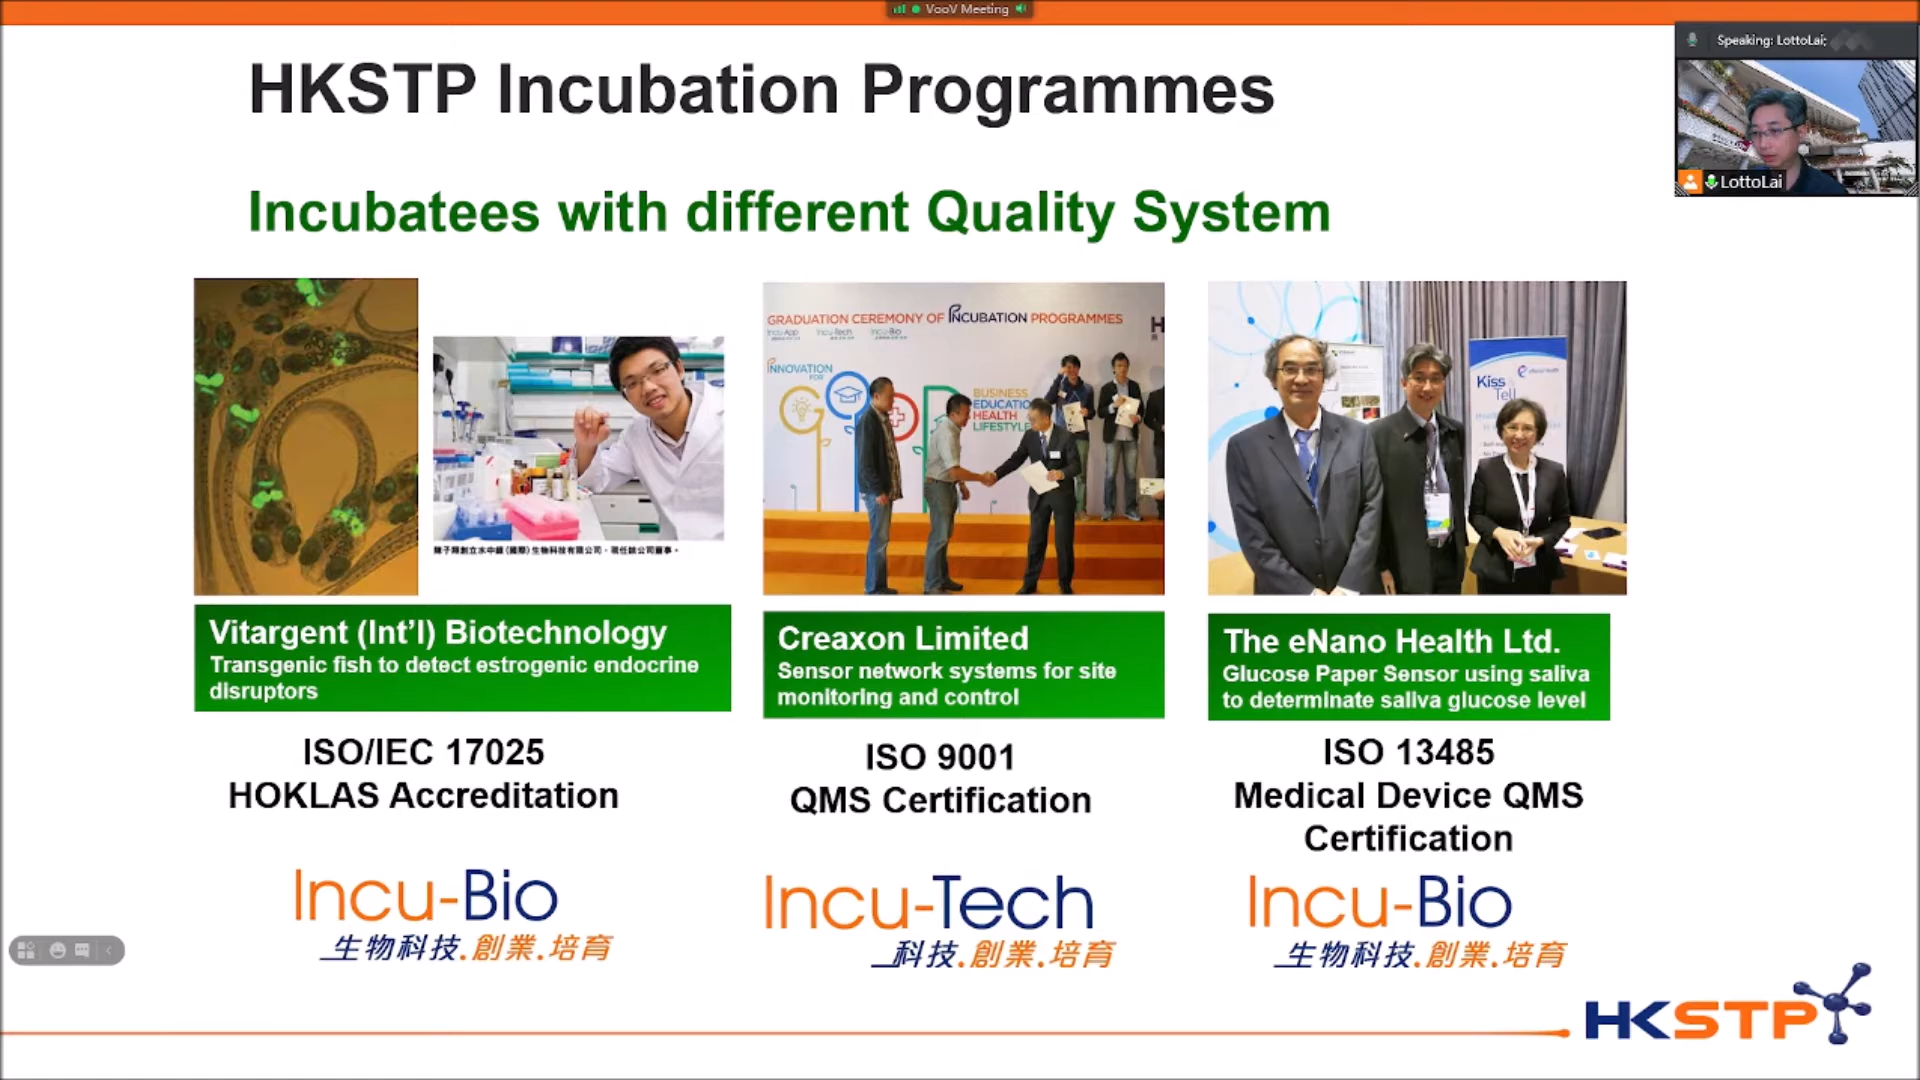 VooV Meeting
Speaking: LottoLai;
LottoLai
HKSTP Incubation Programmes
Incubatees with different Quality System
GRADUATION CEREMONY OF INCUBATION PROGRAMMES
Incu-App
Incu-Tech
Incu-Bio
INNOVATION
FOR
BUSINESS
EDUCATIO
HEALTH
LIFESTYLE
Kiss
Tell
Vitargent (Int'l) Biotechnology
Transgenic fish to detect estrogenic endocrine
disruptors
Creaxon Limited
Sensor network systems for site
monitoring and control
The eNano Health Ltd.
Glucose Paper Sensor using saliva
to determinate saliva glucose level
ISO/IEC 17025
HOKLAS Accreditation
ISO 9001
QMS Certification
ISO 13485
Medical Device QMS
Certification
Incu-Bio
生物科技.創業.培育
Incu-Tech
科技.創業.培育
Incu-Bio
生物科技.創業.培育
HKSTP